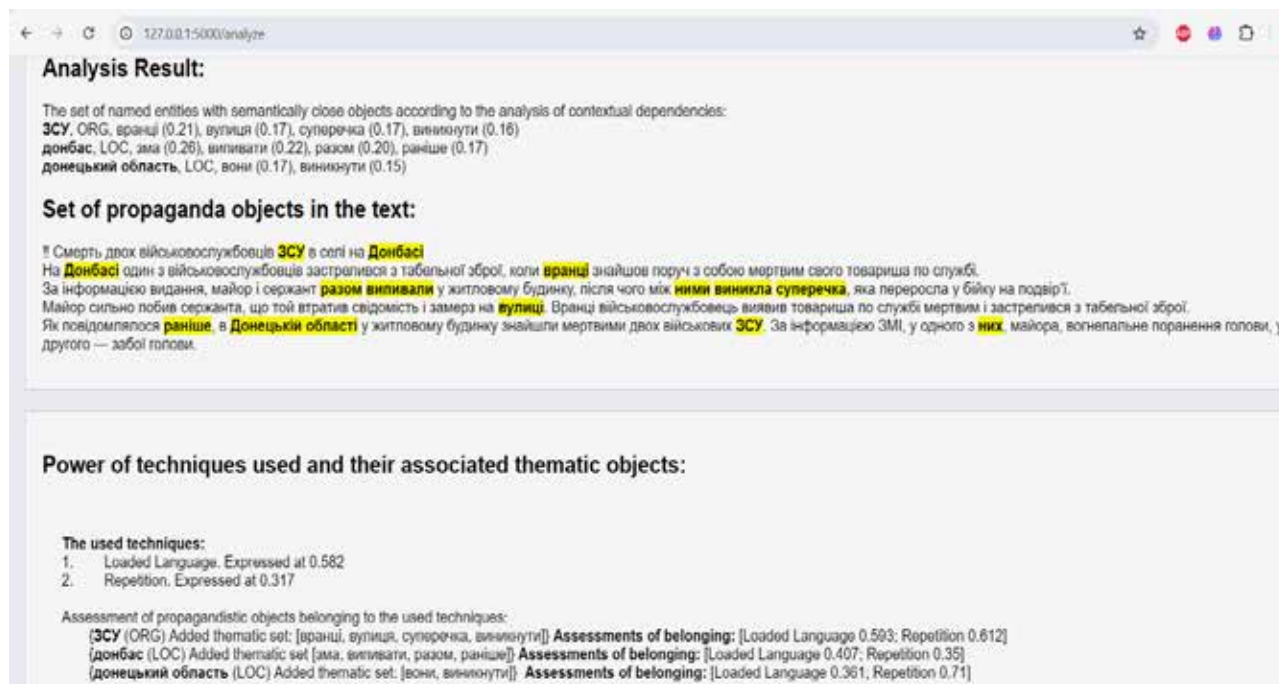 127.0.0.1:5000/analyze
Analysis Result:
The set of named entities with semantically close objects according to the analysis of contextual dependencies:
ЗСУ, ORG, вранці (0.21), вулиця (0.17), суперечка (0.17), виникнути (0.16)
донбас, LOC, зма (0.26), випивати (0.22), разом (0.20), раніше (0.17)
донецький область, LOC, вони (0.17), виникнути (0.15)
Set of propaganda objects in the text:
‼ Смерть двох військовослужбовців ЗСУ в селі на Донбасі
На Донбасі один з військовослужбовців застрелився з табельної зброї, коли вранці знайшов поруч з собою мертвим свого товариша по службі.
За інформацією видання, майор і сержант разом випивали у житловому будинку, після чого між ними виникла суперечка, яка переросла у бійку на подвір'ї.
Майор сильно побив сержанта, що той втратив свідомість і замерз на вулиці. Вранці військовослужбовець виявив товариша по службі мертвим і застрелився з табельної зброї.
Як повідомлялося раніше, в Донецькій області у житловому будинку знайшли мертвими двох військових ЗСУ. За інформацією ЗМІ, у одного з них, майора, вогнепальне поранення голови, у
другого — забої голови.
Power of techniques used and their associated thematic objects:
The used techniques:
1. Loaded Language. Expressed at 0.582
2. Repetition. Expressed at 0.317
Assessment of propagandistic objects belonging to the used techniques:
{ЗСУ (ORG) Added thematic set: [вранці, вулиця, суперечка, виникнути]} Assessments of belonging: [Loaded Language 0.593; Repetition 0.612]
{донбас (LOC) Added thematic set [зма, випивати, разом, раніше]} Assessments of belonging: [Loaded Language 0.407; Repetition 0.35]
{донецький область (LOC) Added thematic set: [вони, виникнути]} Assessments of belonging: [Loaded Language 0.361, Repetition 0.71]